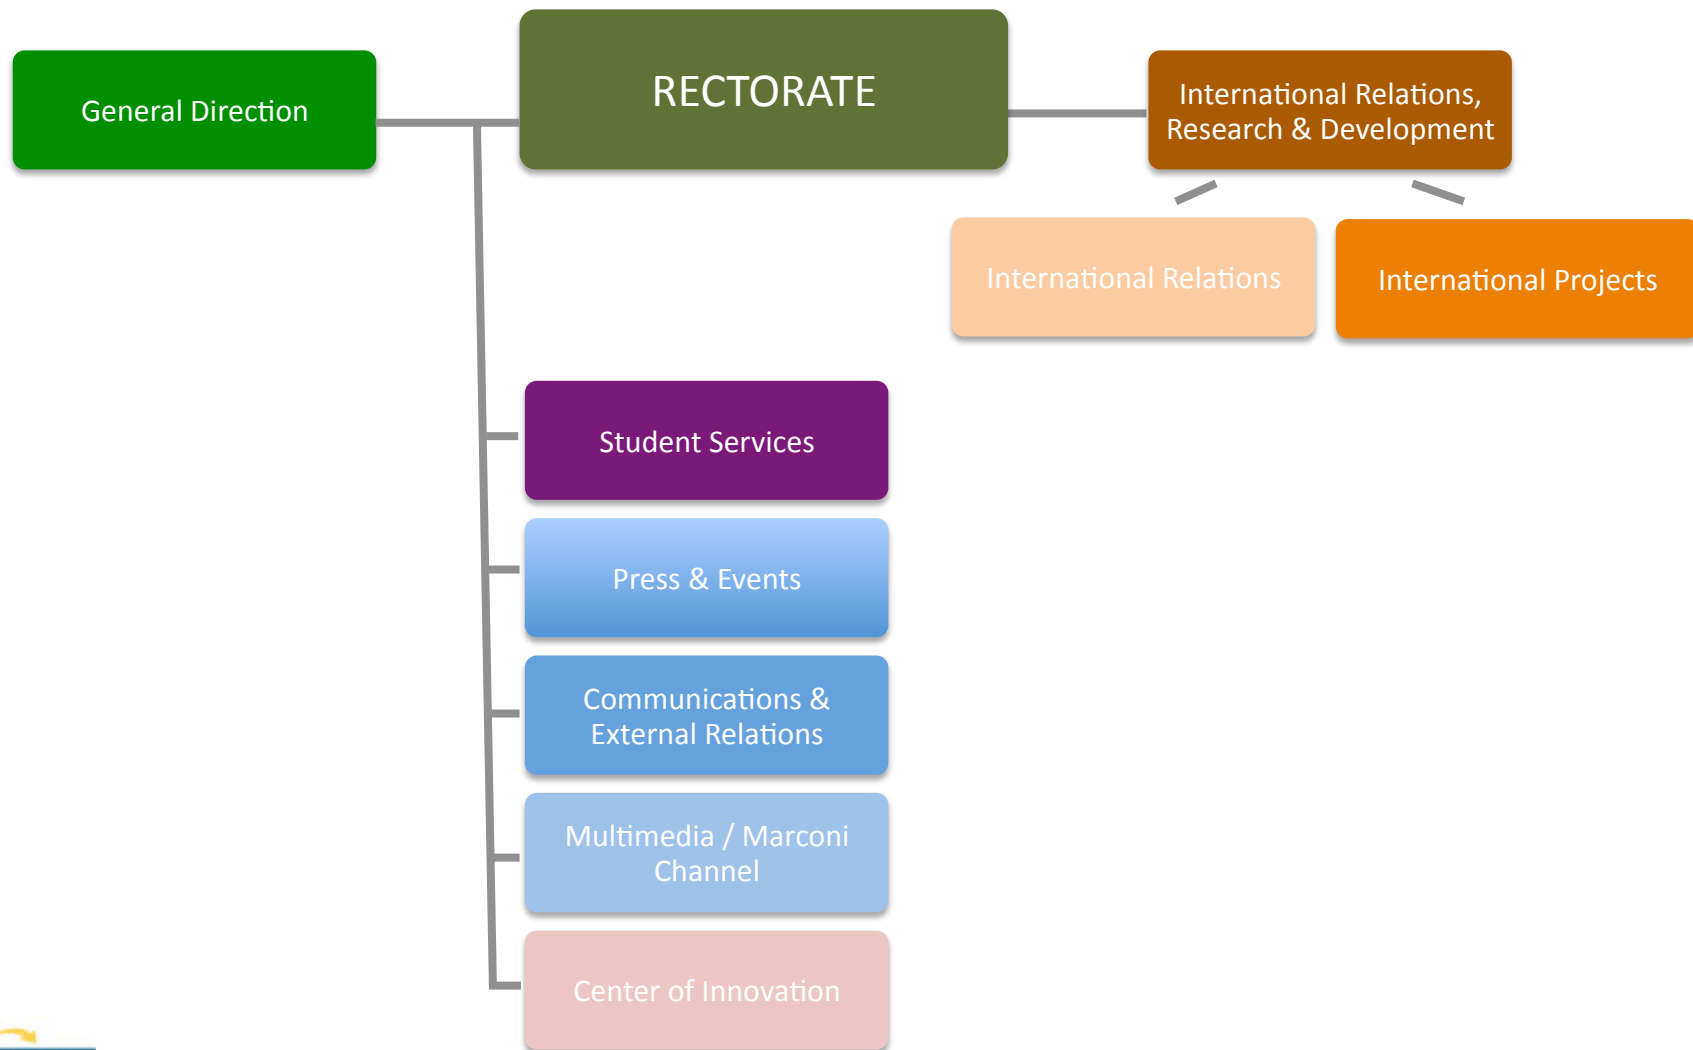 General Direction
RECTORATE
International Relations,
Research & Development
International Relations
International Projects
Student Services
Press & Events
Communications &
External Relations
Multimedia / Marconi
Channel
Center of Innovation